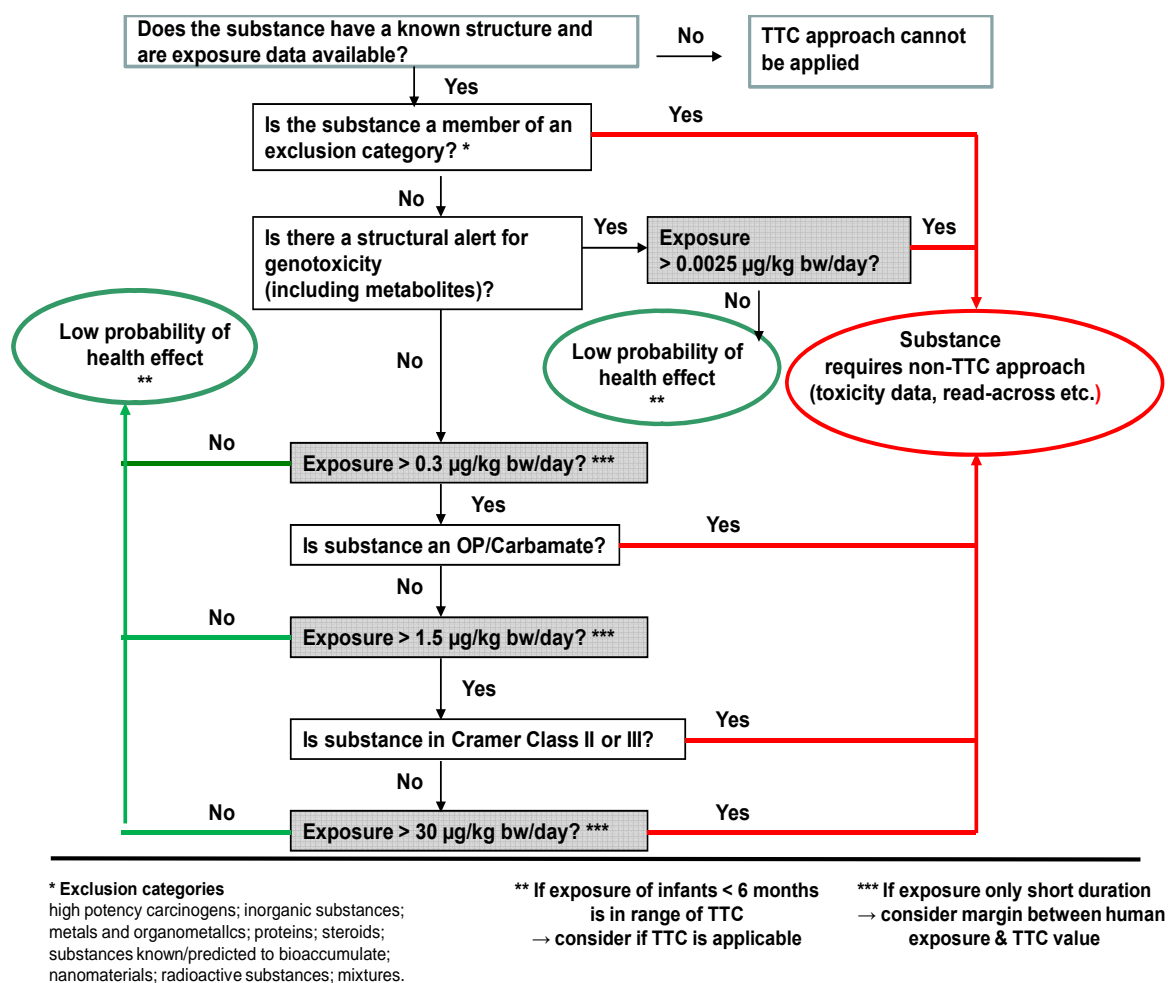 Does the substance have a known structure and
are exposure data available?
No
TTC approach cannot
be applied
Yes
Is the substance a member of an
exclusion category? *
Yes
No
Is there a structural alert for
genotoxicity
(including metabolites)?
Yes
Exposure
> 0.0025 µg/kg bw/day?
Yes
No
Low probability of
health effect
**
No
Low probability of
health effect
**
Substance
requires non-TTC approach
(toxicity data, read-across etc.)
No
Exposure > 0.3 µg/kg bw/day? ***
Yes
Is substance an OP/Carbamate?
Yes
No
No
Exposure > 1.5 µg/kg bw/day? ***
Yes
Is substance in Cramer Class II or III?
Yes
No
No
Exposure > 30 µg/kg bw/day? ***
Yes
* Exclusion categories
high potency carcinogens; inorganic substances;
metals and organometallcs; proteins; steroids;
substances known/predicted to bioaccumulate;
nanomaterials; radioactive substances; mixtures.
** If exposure of infants < 6 months
is in range of TTC
→ consider if TTC is applicable
*** If exposure only short duration
→ consider margin between human
exposure & TTC value